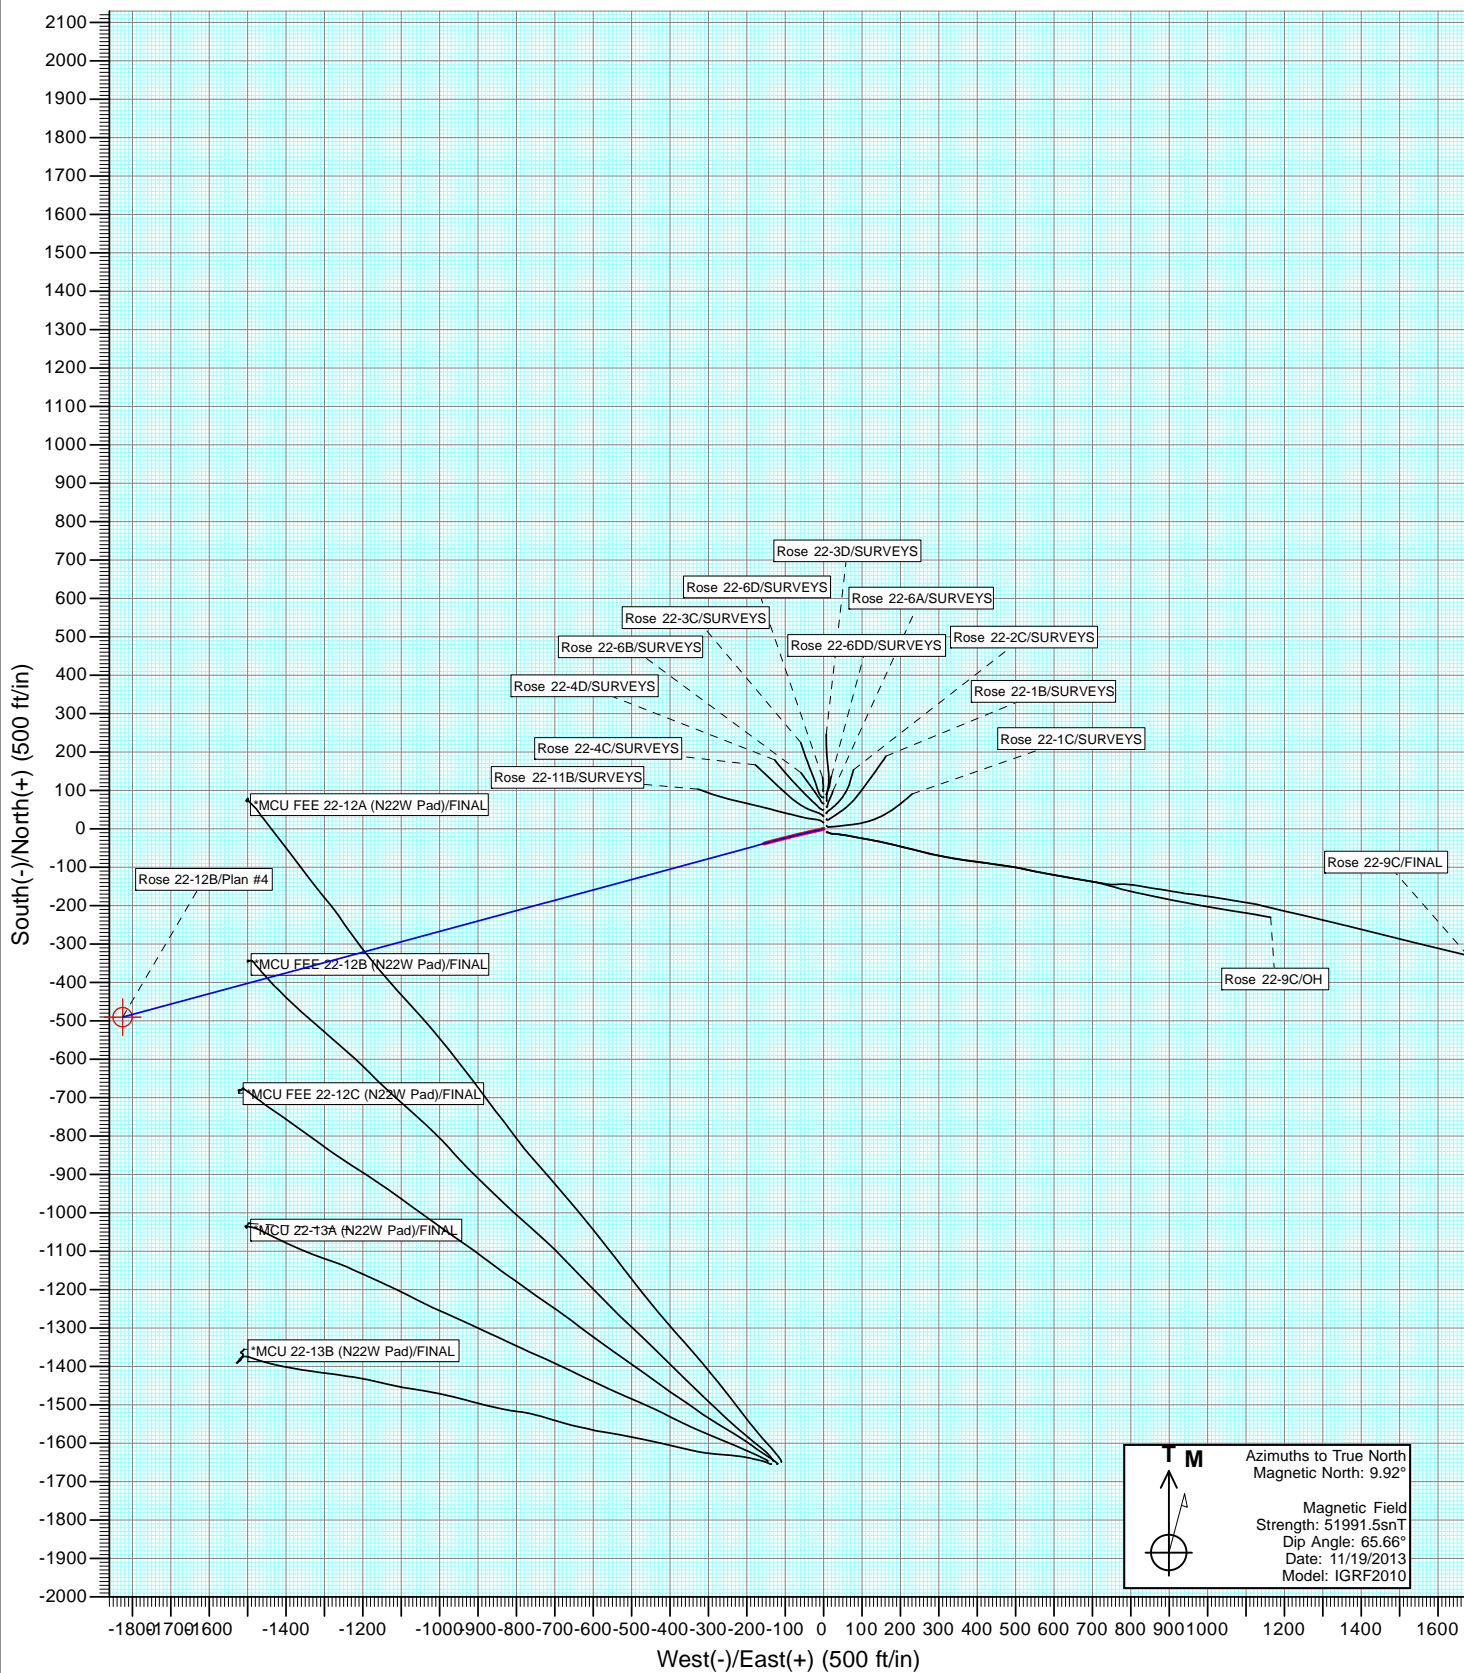 2100
2000
1900
1800
1700
1600
1500
1400
1300
1200
1100
1000
900
800
700
600
500
400
300
200
100
0
-100
-200
-300
-400
-500
-600
-700
-800
-900
-1000
-1100
-1200
-1300
-1400
-1500
-1600
-1700
-1800
-1900
-2000
South(-)/North(+) (500 ft/in)
Rose 22-3D/SURVEYS
Rose 22-6D/SURVEYS
Rose 22-6A/SURVEYS
Rose 22-3C/SURVEYS
Rose 22-2C/SURVEYS
Rose 22-6DD/SURVEYS
Rose 22-6B/SURVEYS
Rose 22-4D/SURVEYS
Rose 22-1B/SURVEYS
Rose 22-1C/SURVEYS
Rose 22-4C/SURVEYS
Rose 22-11B/SURVEYS
*MCU FEE 22-12A (N22W Pad)/FINAL
Rose 22-9C/FINAL
Rose 22-12B/Plan #4
*MCU FEE 22-12B (N22W Pad)/FINAL
Rose 22-9C/OH
*MCU FEE 22-12C (N22W Pad)/FINAL
*MCU 22-13A (N22W Pad)/FINAL
*MCU 22-13B (N22W Pad)/FINAL
T M
Azimuths to True North
Magnetic North: 9.92°
Magnetic Field
Strength: 51991.5snT
Dip Angle: 65.66°
Date: 11/19/2013
Model: IGRF2010
-1800 -1700 -1600 -1400 -1200 -1000 -900 -800 -700 -600 -500 -400 -300 -200 -100 0 100 200 300 400 500 600 700 800 900 1000 1200 1400 1600
West(-)/East(+) (500 ft/in)